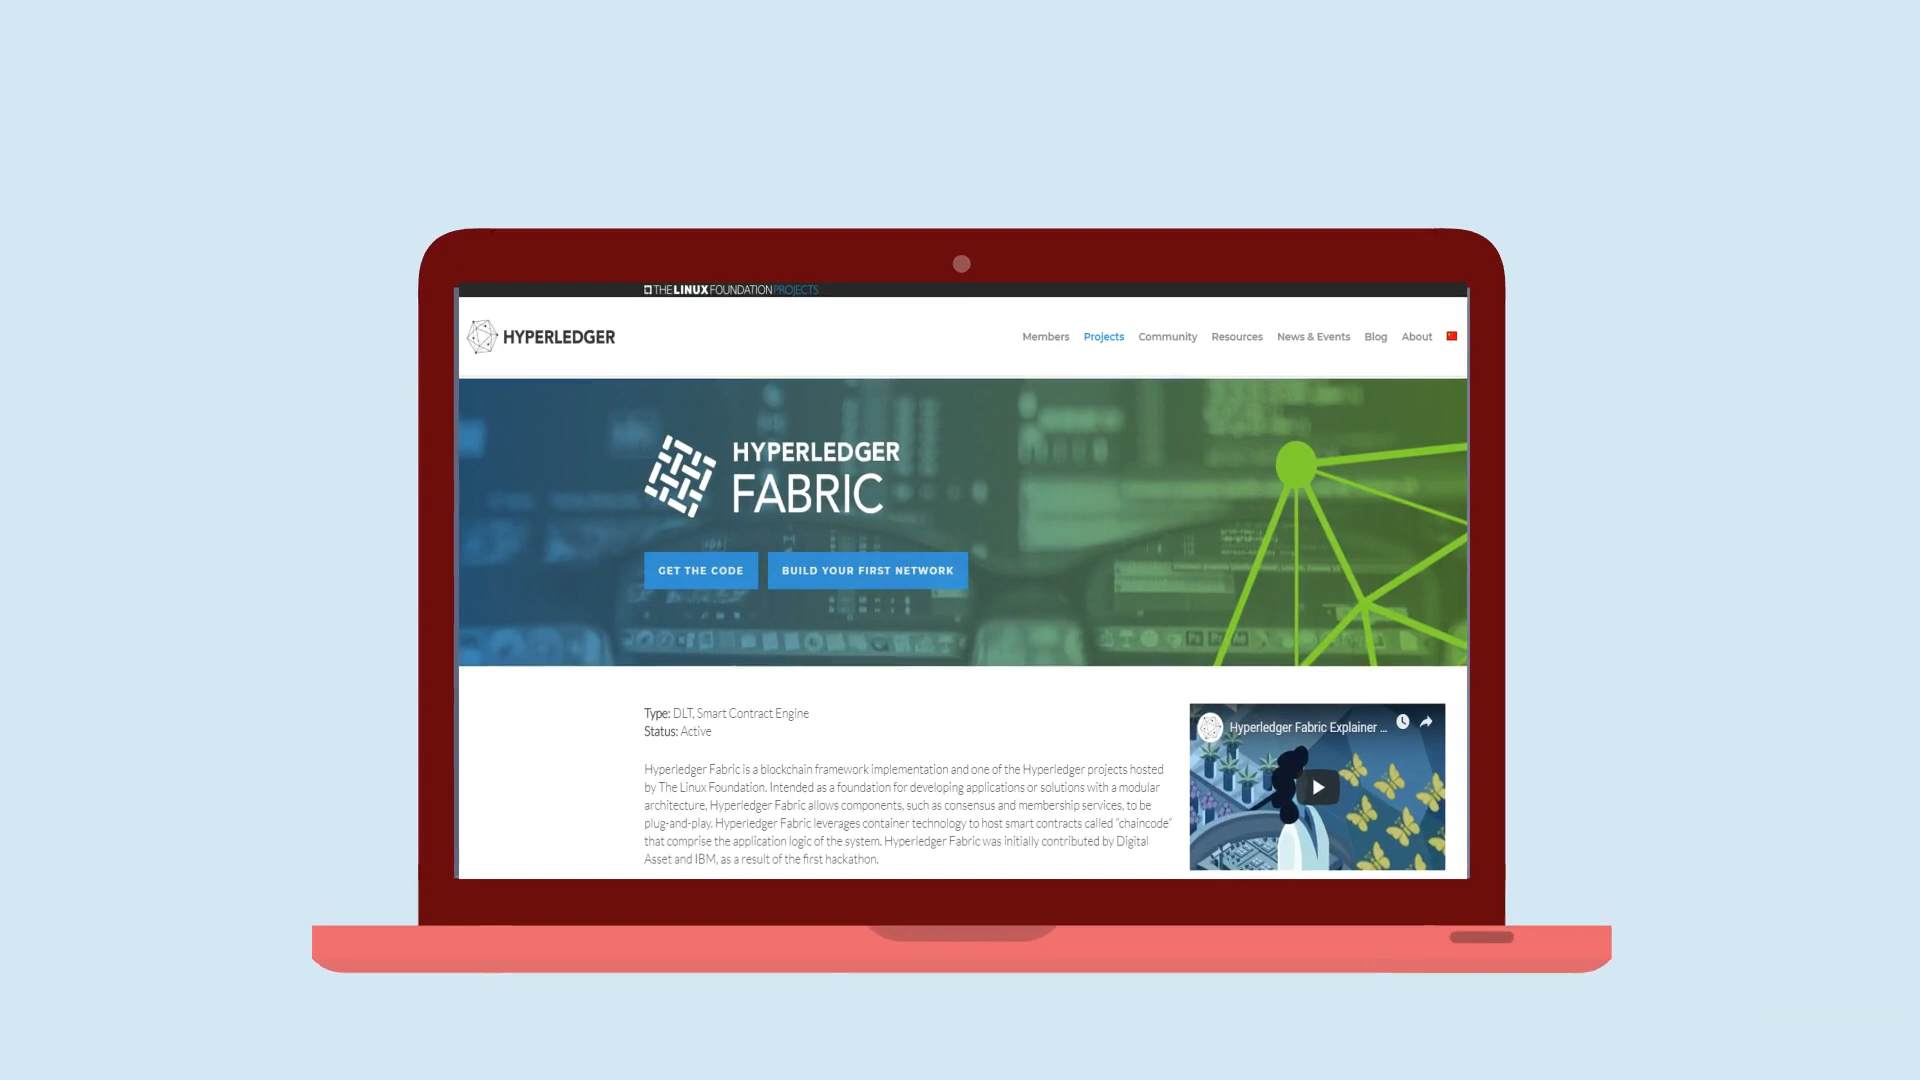 THE LINUX FOUNDATION PROJECTS
HYPERLEDGER
Members Projects Community Resources News & Events Blog About
HYPERLEDGER
FABRIC
GET THE CODE BUILD YOUR FIRST NETWORK
Type: DLT, Smart Contract Engine
Status: Active
Hyperledger Fabric is a blockchain framework implementation and one of the Hyperledger projects hosted
by The Linux Foundation. Intended as a foundation for developing applications or solutions with a modular
architecture, Hyperledger Fabric allows components, such as consensus and membership services, to be
plug-and-play. Hyperledger Fabric leverages container technology to host smart contracts called “chaincode”
that comprise the application logic of the system. Hyperledger Fabric was initially contributed by Digital
Asset and IBM, as a result of the first hackathon.
Hyperledger Fabric Explainer ...